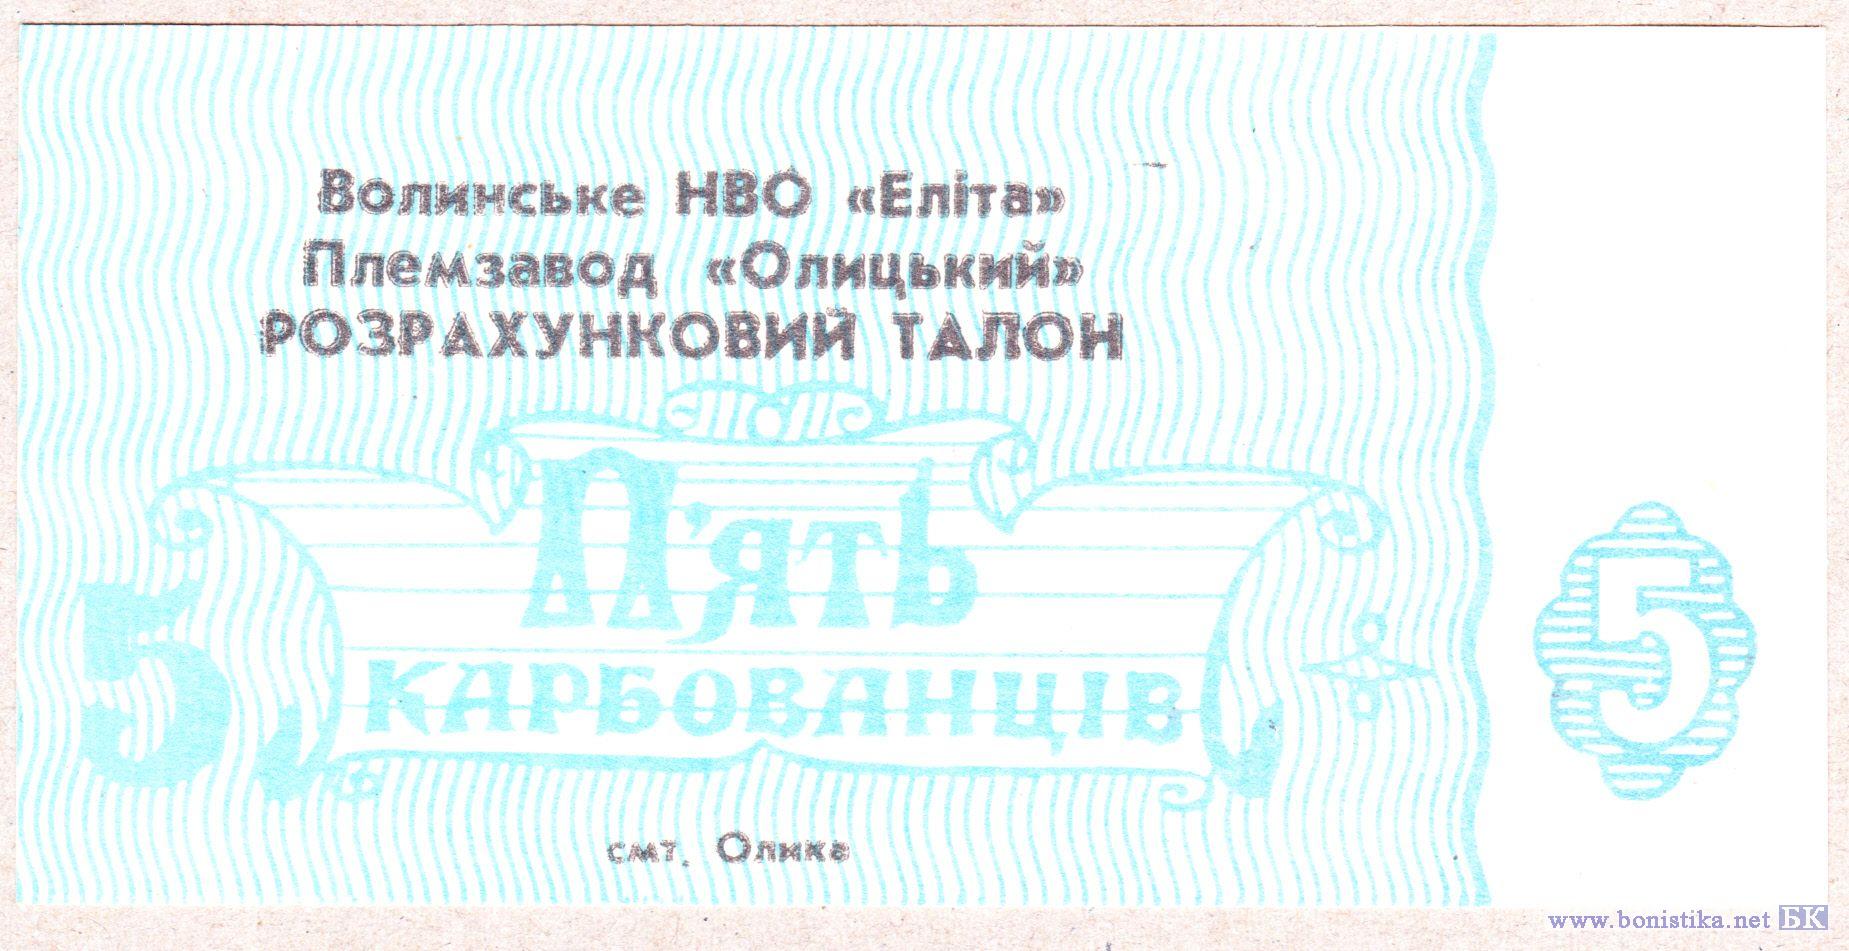 Волинське НВО «Еліта»
Племзавод «Олицький»
РОЗРАХУНКОВИЙ ТАЛОН
П'ять
5 КАРБОВАНЦІВ 5
смт. Олика
www.bonistika.net БК